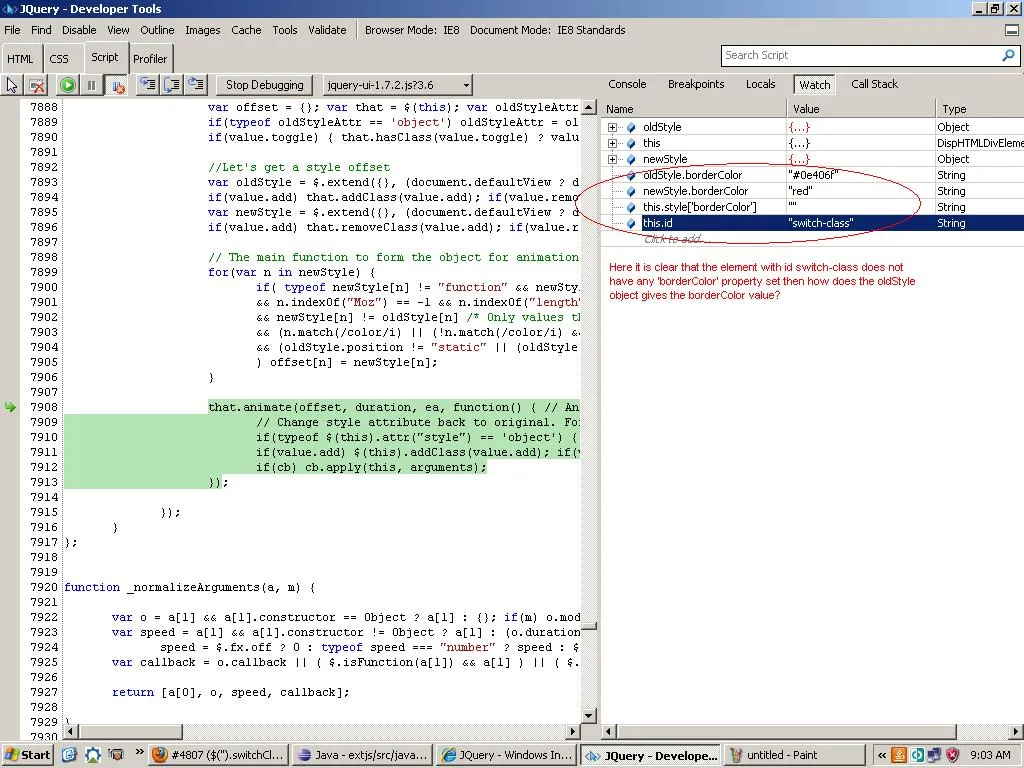 JQuery - Developer Tools
File Find Disable View Outline Images Cache Tools Validate Browser Mode: IE8 Document Mode: IE8 Standards
HTML CSS Script Profiler
Search Script
Stop Debugging jquery-ui-1.7.2.js?3.6
Console Breakpoints Locals Watch Call Stack
7888 var offset = {}; var that = $(this); var oldStyleAttr
7889 if(typeof oldStyleAttr == 'object') oldStyleAttr = ol
7890 if(value.toggle) { that.hasClass(value.toggle) ? valu
7891
7892 //Let's get a style offset
7893 var oldStyle = $.extend({}, (document.defaultView ? d
7894 if(value.add) that.addClass(value.add); if(value.remo
7895 var newStyle = $.extend({}, (document.defaultView ? d
7896 if(value.add) that.removeClass(value.add); if(value.r
7897
7898 // The main function to form the object for animation
7899 for(var n in newStyle) {
7900 if( typeof newStyle[n] != "function" && newSty
7901 && n.indexOf("Moz") == -1 && n.indexOf("length"
7902 && newStyle[n] != oldStyle[n] /* Only values th
7903 && (n.match(/color/i) || (!n.match(/color/i) &&
7904 && (oldStyle.position != "static" || (oldStyle
7905 ) offset[n] = newStyle[n];
7906 }
7907
7908 that.animate(offset, duration, ea, function() { // An
7909 // Change style attribute back to original. Fo
7910 if(typeof $(this).attr("style") == 'object') {
7911 if(value.add) $(this).addClass(value.add); if(v
7912 if(cb) cb.apply(this, arguments);
7913 });
7914
7915 });
7916 }
7917 };
7918
7919
7920 function _normalizeArguments(a, m) {
7921
7922 var o = a[1] && a[1].constructor == Object ? a[1] : {}; if(m) o.mod
7923 var speed = a[1] && a[1].constructor != Object ? a[1] : (o.duration
7924 speed = $.fx.off ? 0 : typeof speed === "number" ? speed : $
7925 var callback = o.callback || ( $.isFunction(a[1]) && a[1] ) || ( $.
7926
7927 return [a[0], o, speed, callback];
7928
7929 }
7930
Name Value Type
oldStyle {...} Object
this {...} DispHTMLDivEleme
newStyle {...} Object
oldStyle.borderColor "#0e406f" String
newStyle.borderColor "red" String
this.style['borderColor'] "" String
this.id "switch-class" String
Click to add...
Here it is clear that the element with id switch-class does not
have any 'borderColor' property set then how does the oldStyle
object gives the borderColor value?
Start » #4807 ($('').switchCl... Java - extjs/src/java... JQuery - Windows In... JQuery - Develope... untitled - Paint « 9:03 AM